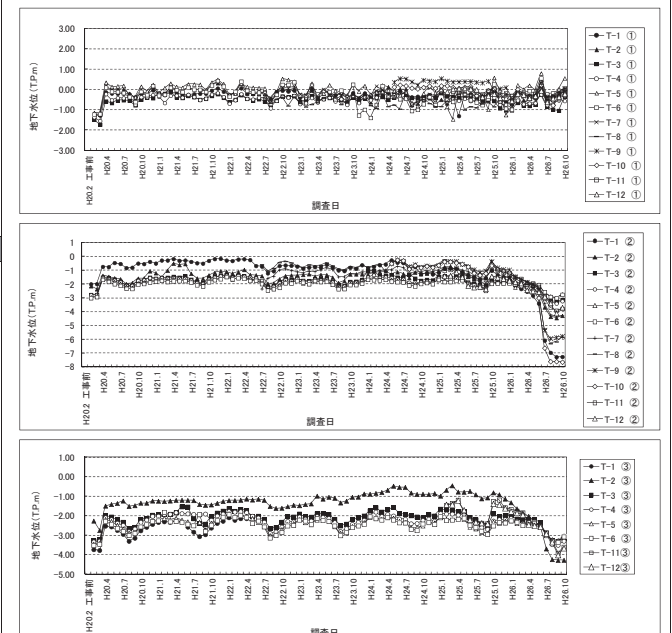 3.00
2.00
1.00
0.00
-1.00
-2.00
-3.00
地下水位(T.P.m)
H20.2 工事前
H20.4
H20.7
H20.10
H21.1
H21.4
H21.7
H21.10
H22.1
H22.4
H22.7
H22.10
H23.1
H23.4
H23.7
H23.10
H24.1
H24.4
H24.7
H24.10
H25.1
H25.4
H25.7
H25.10
H26.1
H26.4
H26.7
H26.10
調査日
T-1 ①
T-2 ①
T-3 ①
T-4 ①
T-5 ①
T-6 ①
T-7 ①
T-8 ①
T-9 ①
T-10 ①
T-11 ①
T-12 ①
1
0
-1
-2
-3
-4
-5
-6
-7
-8
地下水位(T.P.m)
H20.2 工事前
H20.4
H20.7
H20.10
H21.1
H21.4
H21.7
H21.10
H22.1
H22.4
H22.7
H22.10
H23.1
H23.4
H23.7
H23.10
H24.1
H24.4
H24.7
H24.10
H25.1
H25.4
H25.7
H25.10
H26.1
H26.4
H26.7
H26.10
調査日
T-1 ②
T-2 ②
T-3 ②
T-4 ②
T-5 ②
T-6 ②
T-7 ②
T-8 ②
T-9 ②
T-10 ②
T-11 ②
T-12 ②
1.00
0.00
-1.00
-2.00
-3.00
-4.00
-5.00
地下水位(T.P.m)
H20.2 工事前
H20.4
H20.7
H20.10
H21.1
H21.4
H21.7
H21.10
H22.1
H22.4
H22.7
H22.10
H23.1
H23.4
H23.7
H23.10
H24.1
H24.4
H24.7
H24.10
H25.1
H25.4
H25.7
H25.10
H26.1
H26.4
H26.7
H26.10
調査日
T-1 ③
T-2 ③
T-3 ③
T-4 ③
T-5 ③
T-6 ③
T-11③
T-12③